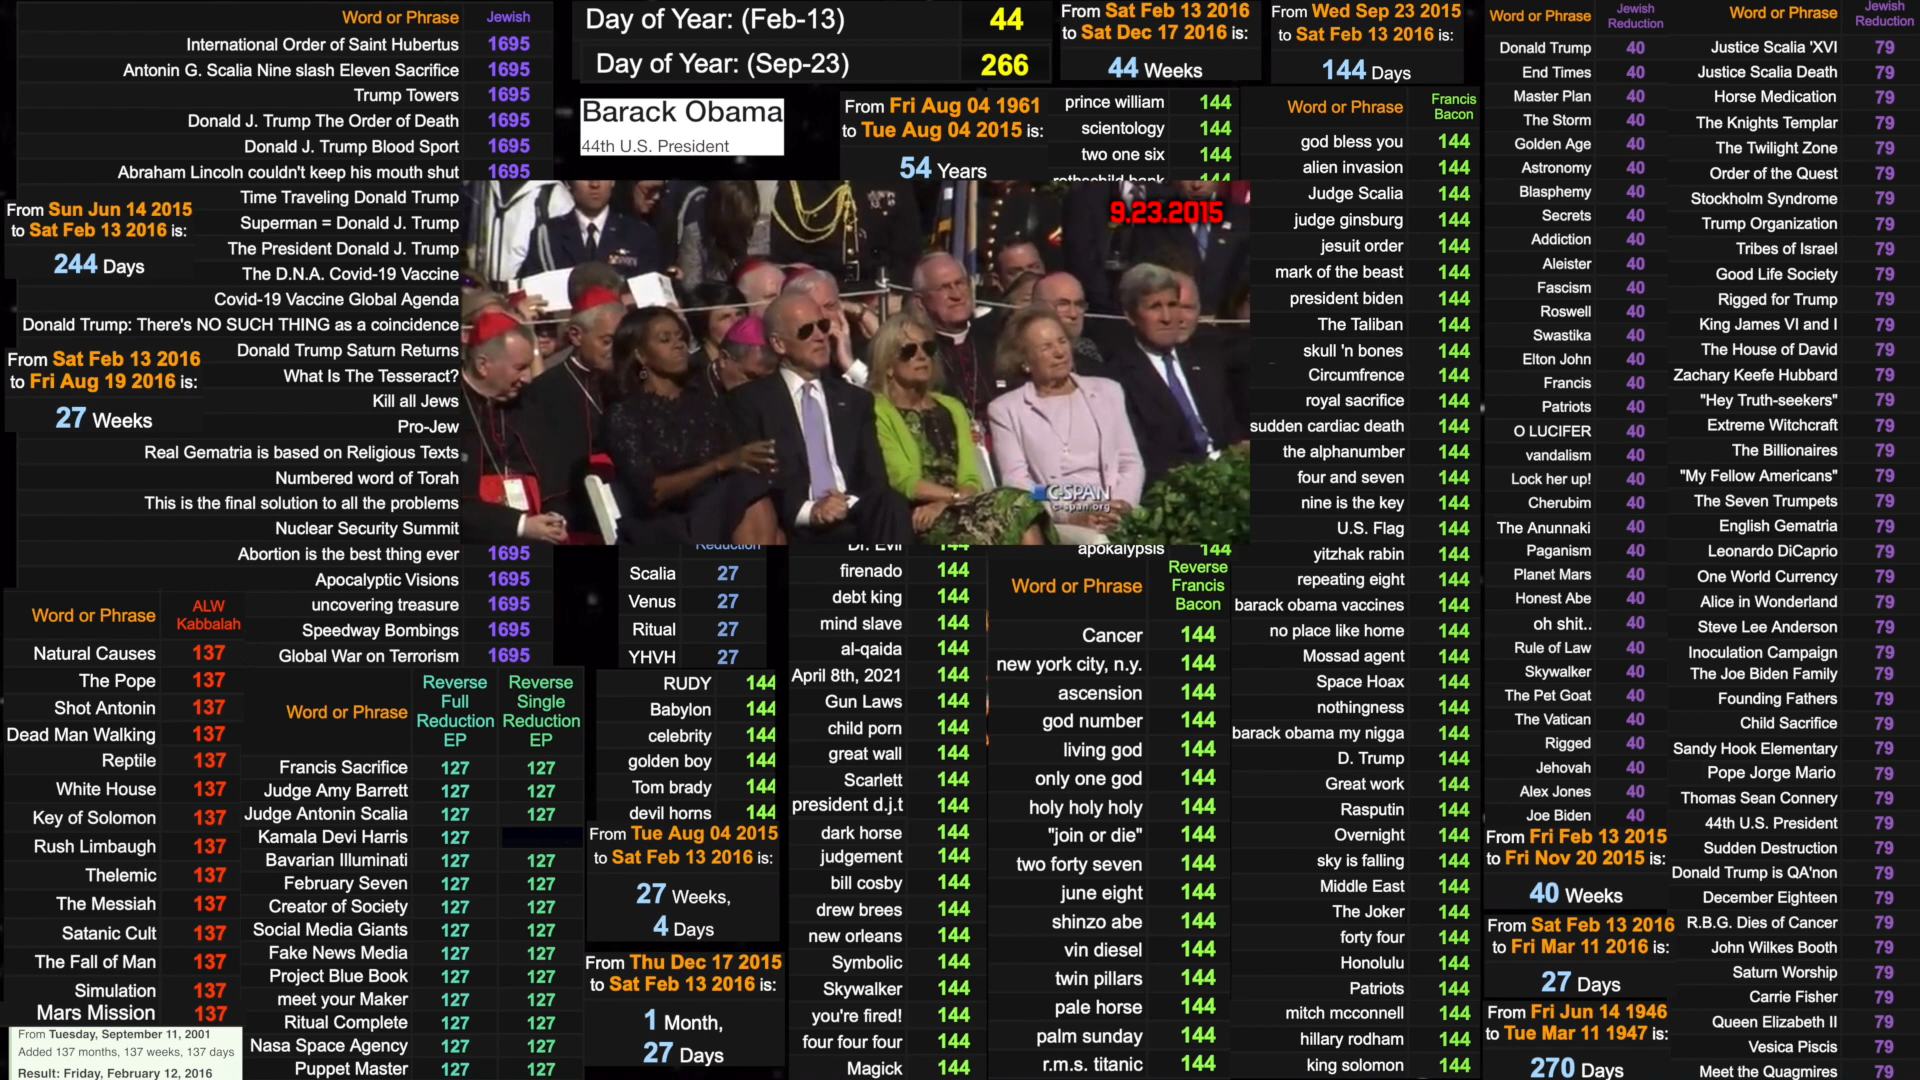 Word or Phrase Jewish
International Order of Saint Hubertus 1695
Antonin G. Scalia Nine slash Eleven Sacrifice 1695
Trump Towers 1695
Donald J. Trump The Order of Death 1695
Donald J. Trump Blood Sport 1695
Abraham Lincoln couldn't keep his mouth shut 1695
Time Traveling Donald Trump
Superman = Donald J. Trump
The President Donald J. Trump
The D.N.A. Covid-19 Vaccine
Covid-19 Vaccine Global Agenda
Donald Trump: There's NO SUCH THING as a coincidence
Donald Trump Saturn Returns
What Is The Tesseract?
Kill all Jews
Pro-Jew
Real Gematria is based on Religious Texts
Numbered word of Torah
This is the final solution to all the problems
Nuclear Security Summit
Abortion is the best thing ever 1695
Apocalyptic Visions 1695
uncovering treasure 1695
Speedway Bombings 1695
Global War on Terrorism 1695
From Sun Jun 14 2015
to Sat Feb 13 2016 is:
244 Days
From Sat Feb 13 2016
to Fri Aug 19 2016 is:
27 Weeks
Word or Phrase ALW
Kabbalah
Natural Causes 137
The Pope 137
Shot Antonin 137
Dead Man Walking 137
Reptile 137
White House 137
Key of Solomon 137
Rush Limbaugh 137
Thelemic 137
The Messiah 137
Satanic Cult 137
The Fall of Man 137
Simulation 137
Mars Mission 137
From Tuesday, September 11, 2001
Added 137 months, 137 weeks, 137 days
Result: Friday, February 12, 2016
Word or Phrase
Reverse
Full
Reduction
EP
Reverse
Single
Reduction
EP
Francis Sacrifice 127 127
Judge Amy Barrett 127 127
Judge Antonin Scalia 127 127
Kamala Devi Harris 127
Bavarian Illuminati 127 127
February Seven 127 127
Creator of Society 127 127
Social Media Giants 127 127
Fake News Media 127 127
Project Blue Book 127 127
meet your Maker 127 127
Ritual Complete 127 127
Nasa Space Agency 127 127
Puppet Master 127 127
Day of Year: (Feb-13) 44
Day of Year: (Sep-23) 266
Barack Obama
44th U.S. President
From Fri Aug 04 1961
to Tue Aug 04 2015 is:
54 Years
From Sat Feb 13 2016
to Sat Dec 17 2016 is:
44 Weeks
From Wed Sep 23 2015
to Sat Feb 13 2016 is:
144 Days
prince william 144
scientology 144
two one six 144
rothschild bank 144
9.23.2015
C-SPAN
c-span.org
Reduction
Scalia 27
Venus 27
Ritual 27
YHVH 27
RUDY 144
Babylon 144
celebrity 144
golden boy 144
Tom brady 144
devil horns 144
From Tue Aug 04 2015
to Sat Feb 13 2016 is:
27 Weeks,
4 Days
From Thu Dec 17 2015
to Sat Feb 13 2016 is:
1 Month,
27 Days
Dr. Evil 144
firenado 144
debt king 144
mind slave 144
al-qaida 144
April 8th, 2021 144
Gun Laws 144
child porn 144
great wall 144
Scarlett 144
president d.j.t 144
dark horse 144
judgement 144
bill cosby 144
drew brees 144
new orleans 144
Symbolic 144
Skywalker 144
you're fired! 144
four four four 144
Magick 144
apokalypsis 144
Word or Phrase
Reverse
Francis
Bacon
Cancer 144
new york city, n.y. 144
ascension 144
god number 144
living god 144
only one god 144
holy holy holy 144
"join or die" 144
two forty seven 144
june eight 144
shinzo abe 144
vin diesel 144
twin pillars 144
pale horse 144
palm sunday 144
r.m.s. titanic 144
Word or Phrase Francis
Bacon
god bless you 144
alien invasion 144
Judge Scalia 144
judge ginsburg 144
jesuit order 144
mark of the beast 144
president biden 144
The Taliban 144
skull 'n bones 144
Circumfrence 144
royal sacrifice 144
sudden cardiac death 144
the alphanumber 144
four and seven 144
nine is the key 144
U.S. Flag 144
yitzhak rabin 144
repeating eight 144
barack obama vaccines 144
no place like home 144
Mossad agent 144
Space Hoax 144
nothingness 144
barack obama my nigga 144
D. Trump 144
Great work 144
Rasputin 144
Overnight 144
sky is falling 144
Middle East 144
The Joker 144
forty four 144
Honolulu 144
Patriots 144
mitch mcconnell 144
hillary rodham 144
king solomon 144
Word or Phrase Jewish
Reduction
Donald Trump 40
End Times 40
Master Plan 40
The Storm 40
Golden Age 40
Astronomy 40
Blasphemy 40
Secrets 40
Addiction 40
Aleister 40
Fascism 40
Roswell 40
Swastika 40
Elton John 40
Francis 40
Patriots 40
O LUCIFER 40
vandalism 40
Lock her up! 40
Cherubim 40
The Anunnaki 40
Paganism 40
Planet Mars 40
Honest Abe 40
oh shit.. 40
Rule of Law 40
Skywalker 40
The Pet Goat 40
The Vatican 40
Rigged 40
Jehovah 40
Alex Jones 40
Joe Biden 40
From Fri Feb 13 2015
to Fri Nov 20 2015 is:
40 Weeks
From Sat Feb 13 2016
to Fri Mar 11 2016 is:
27 Days
From Fri Jun 14 1946
to Tue Mar 11 1947 is:
270 Days
Word or Phrase Jewish
Reduction
Justice Scalia 'XVI 79
Justice Scalia Death 79
Horse Medication 79
The Knights Templar 79
The Twilight Zone 79
Order of the Quest 79
Stockholm Syndrome 79
Trump Organization 79
Tribes of Israel 79
Good Life Society 79
Rigged for Trump 79
King James VI and I 79
The House of David 79
Zachary Keefe Hubbard 79
"Hey Truth-seekers" 79
Extreme Witchcraft 79
The Billionaires 79
"My Fellow Americans" 79
The Seven Trumpets 79
English Gematria 79
Leonardo DiCaprio 79
One World Currency 79
Alice in Wonderland 79
Steve Lee Anderson 79
Inoculation Campaign 79
The Joe Biden Family 79
Founding Fathers 79
Child Sacrifice 79
Sandy Hook Elementary 79
Pope Jorge Mario 79
Thomas Sean Connery 79
44th U.S. President 79
Sudden Destruction 79
Donald Trump is QA'non 79
December Eighteen 79
R.B.G. Dies of Cancer 79
John Wilkes Booth 79
Saturn Worship 79
Carrie Fisher 79
Queen Elizabeth II 79
Vesica Piscis 79
Meet the Quagmires 79